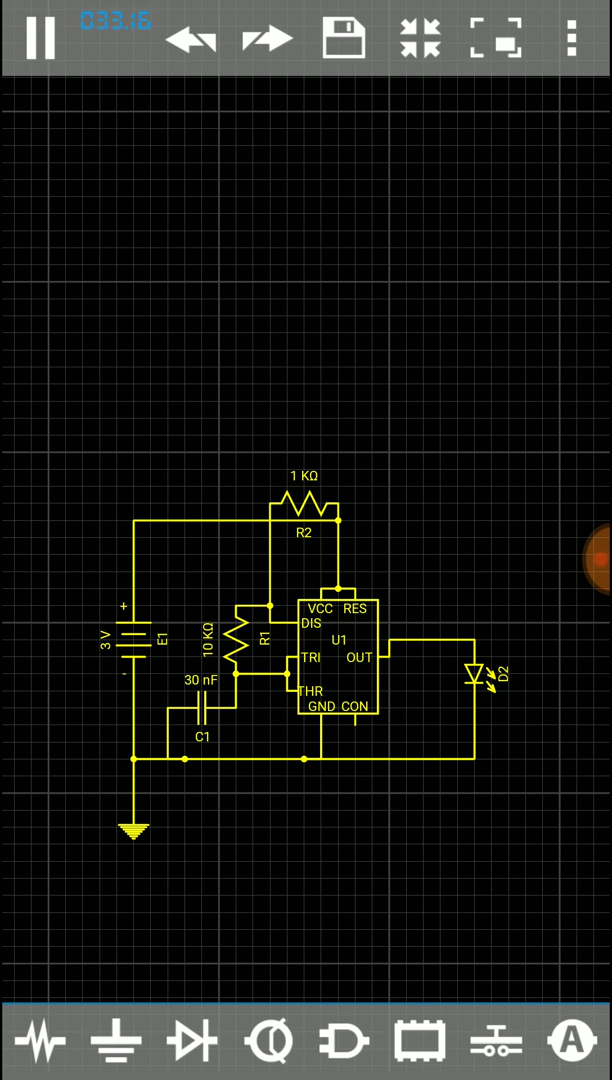 033.16
1 KΩ
R2
+
3 V
E1
-
10 KΩ
R1
30 nF
C1
VCC RES
DIS
U1
TRI OUT
THR
GND CON
D2
A